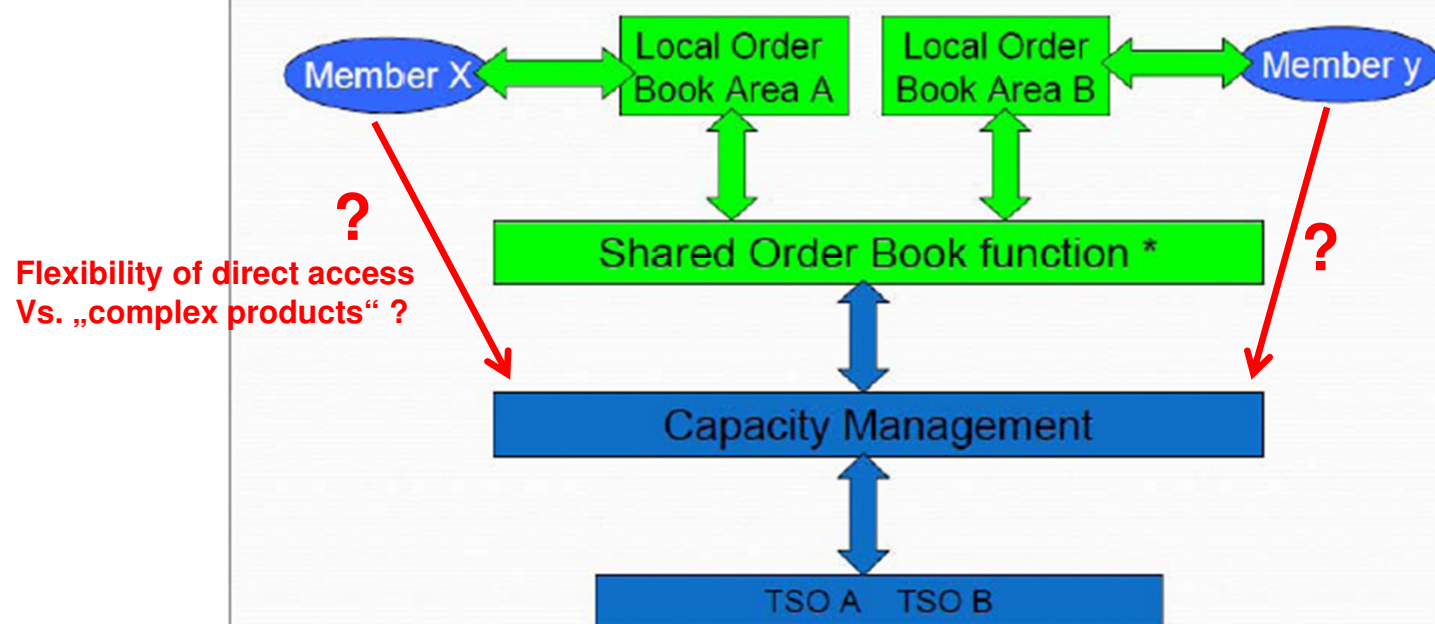 Member X
Local Order
Book Area A
Local Order
Book Area B
Member y
?
?
Flexibility of direct access
Vs. „complex products“ ?
Shared Order Book function *
Capacity Management
TSO A TSO B